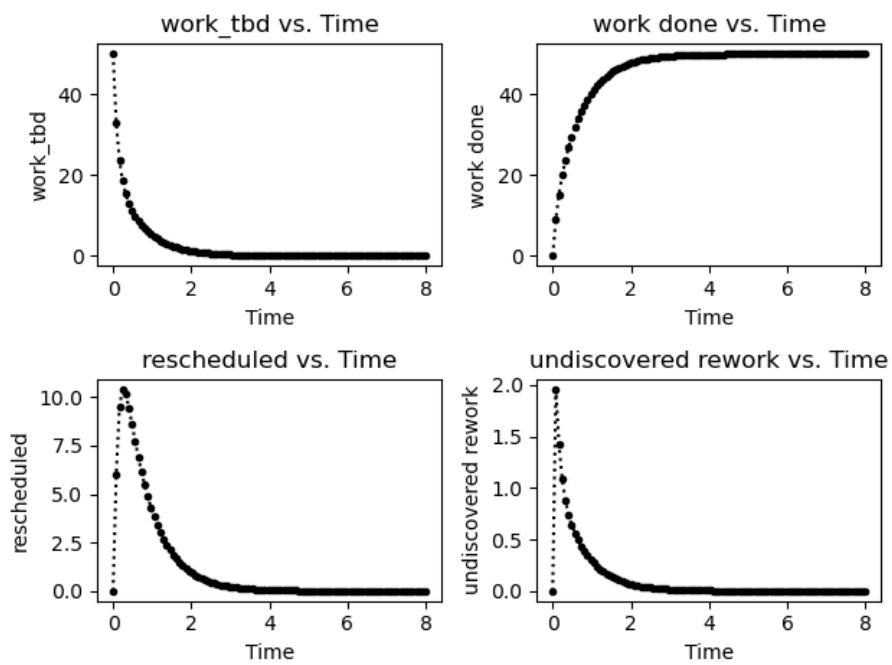 work_tbd vs. Time
work_tbd
40
20
0
0 2 4 6 8
Time
work done vs. Time
work done
40
20
0
0 2 4 6 8
Time
rescheduled vs. Time
rescheduled
10.0
7.5
5.0
2.5
0.0
0 2 4 6 8
Time
undiscovered rework vs. Time
undiscovered rework
2.0
1.5
1.0
0.5
0.0
0 2 4 6 8
Time